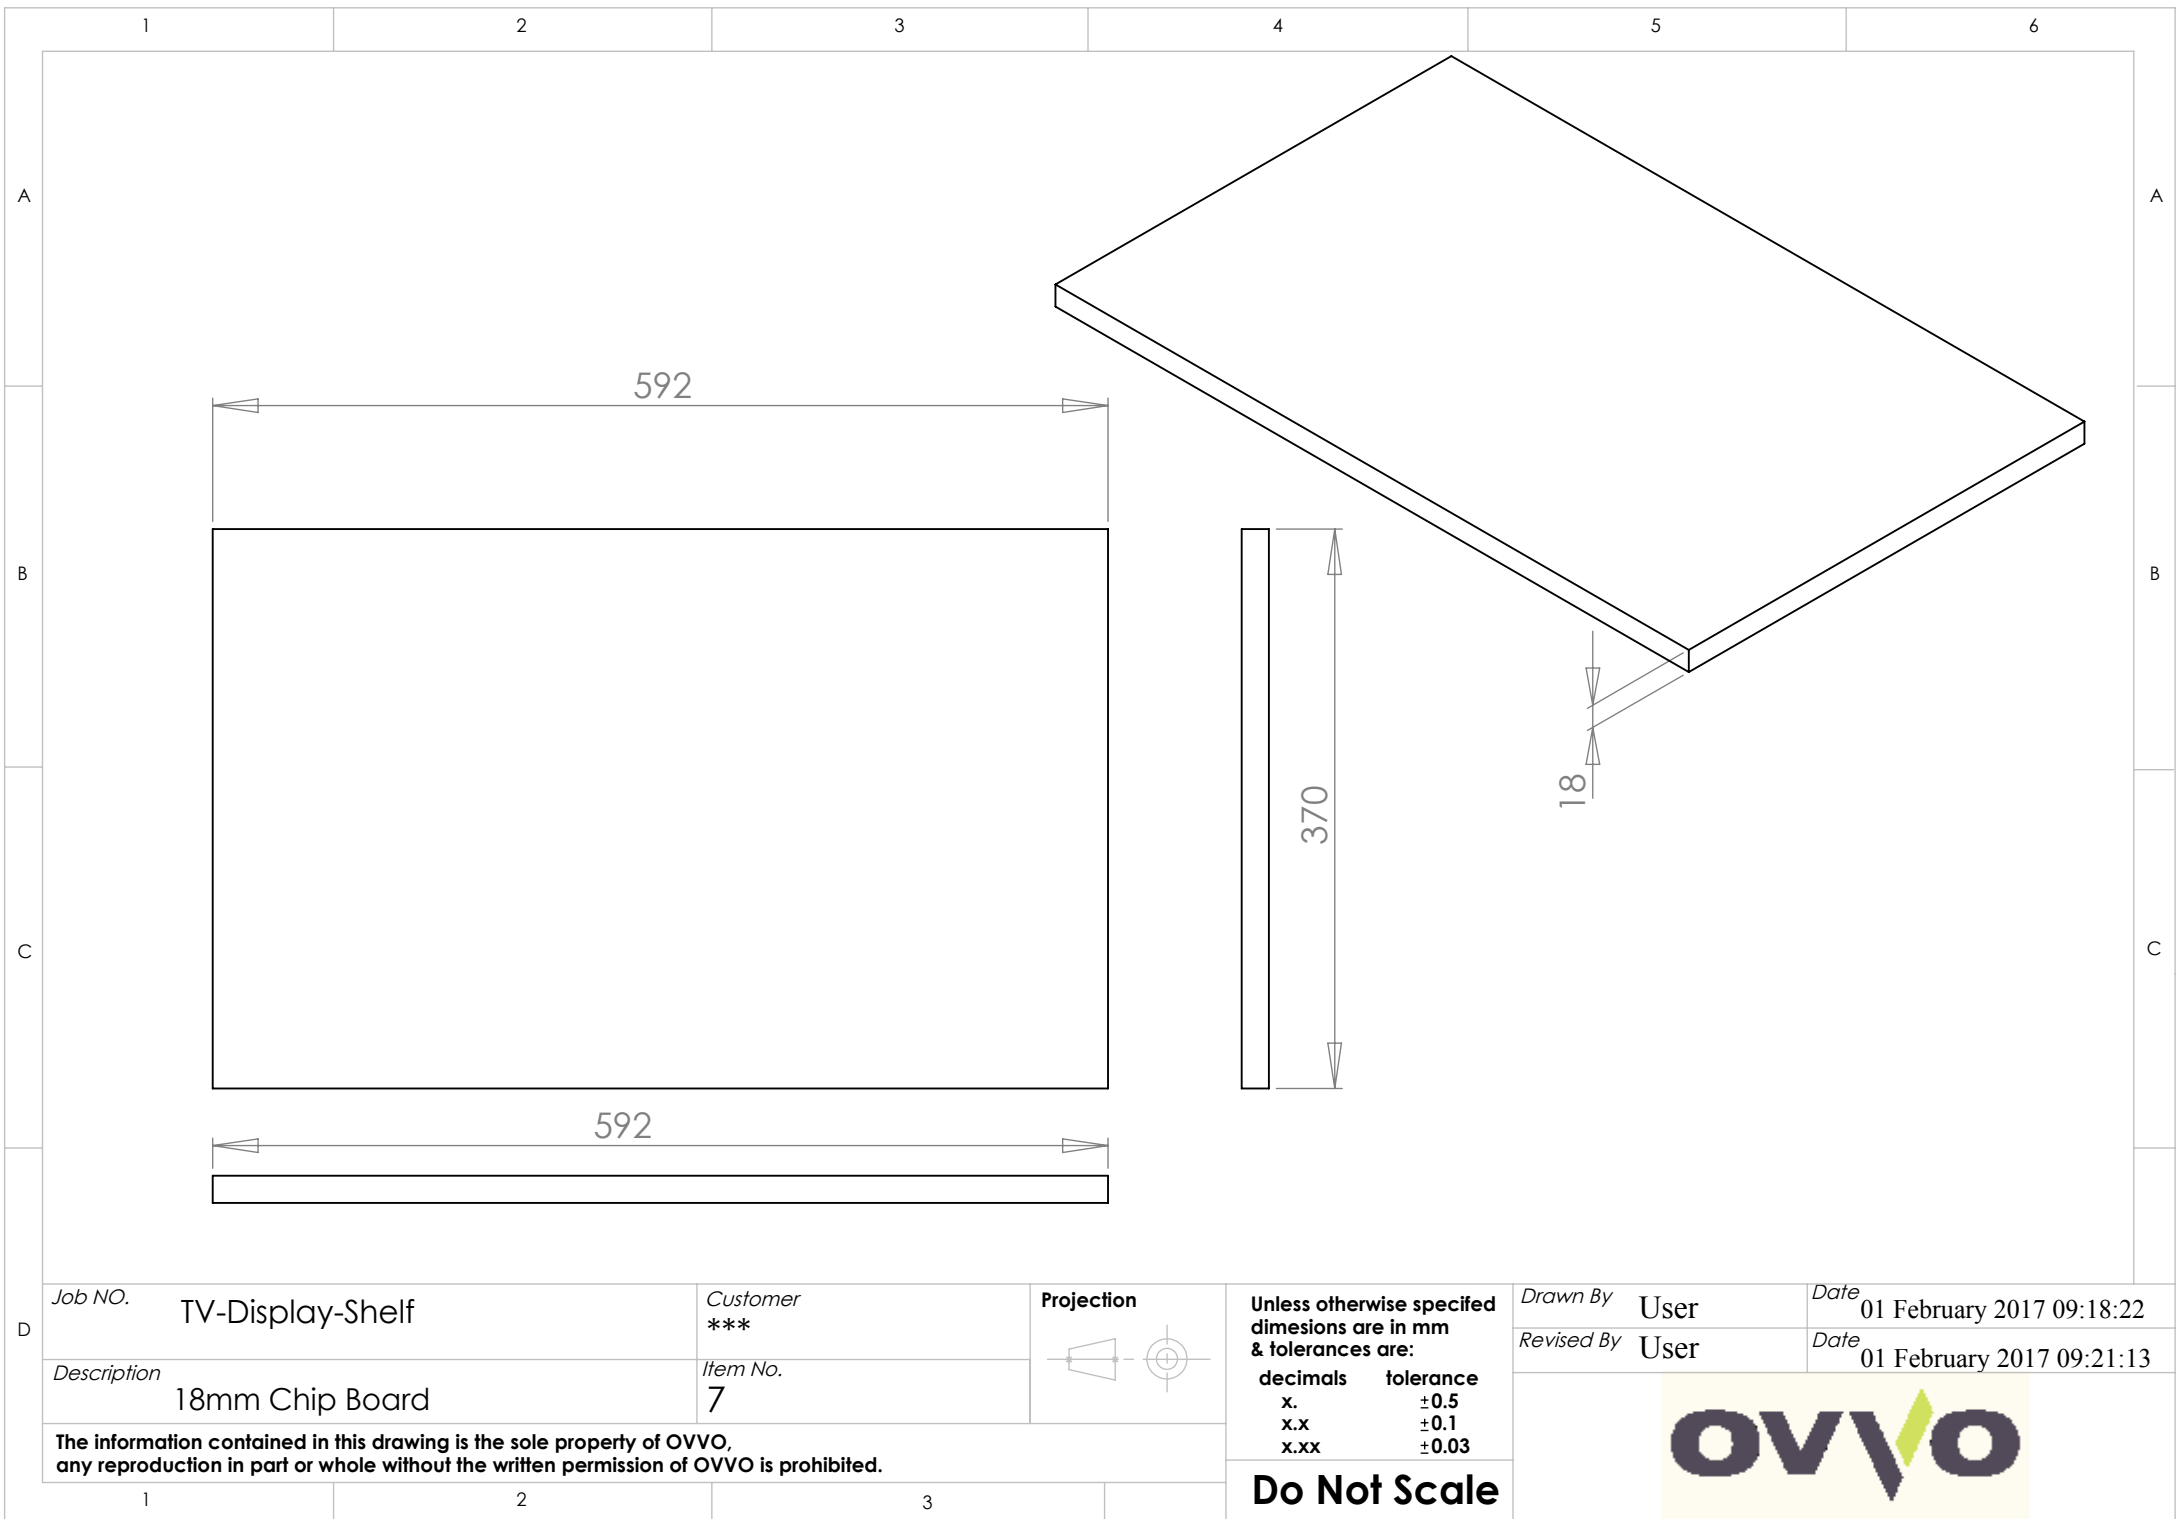 1 2 3 4 5 6
A A
592
B B
18
370
C C
592
Job NO. TV-Display-Shelf
Customer
***
Description
18mm Chip Board
Item No.
7
Projection
Unless otherwise specifed
dimesions are in mm
& tolerances are:
decimals tolerance
x. ±0.5
x.x ±0.1
x.xx ±0.03
Do Not Scale
Drawn By User
Date 01 February 2017 09:18:22
Revised By User
Date 01 February 2017 09:21:13
D
The information contained in this drawing is the sole property of OVVO,
any reproduction in part or whole without the written permission of OVVO is prohibited.
OVVO
1 2 3